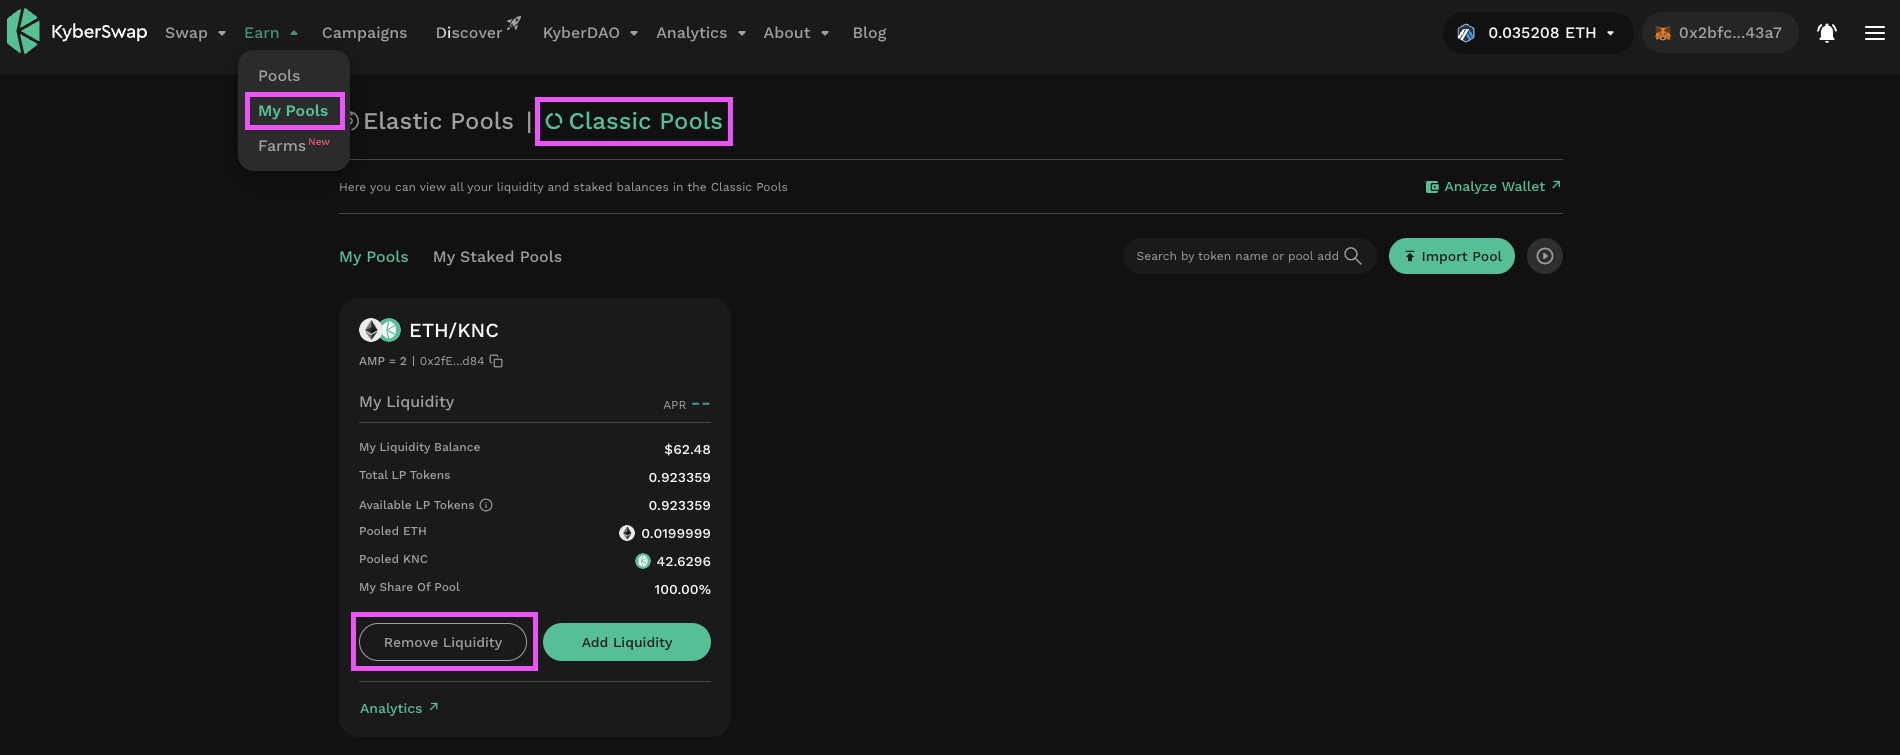 KyberSwap Swap Earn Campaigns Discover KyberDAO Analytics About Blog 0.035208 ETH 0x2bfc...43a7
Pools
My Pools
Farms New
Elastic Pools | Classic Pools
Here you can view all your liquidity and staked balances in the Classic Pools Analyze Wallet ↗
My Pools My Staked Pools Search by token name or pool add Import Pool
ETH/KNC
AMP = 2 | 0x2fE...d84
My Liquidity APR --
My Liquidity Balance $62.48
Total LP Tokens 0.923359
Available LP Tokens 0.923359
Pooled ETH 0.0199999
Pooled KNC 42.6296
My Share Of Pool 100.00%
Remove Liquidity Add Liquidity
Analytics ↗